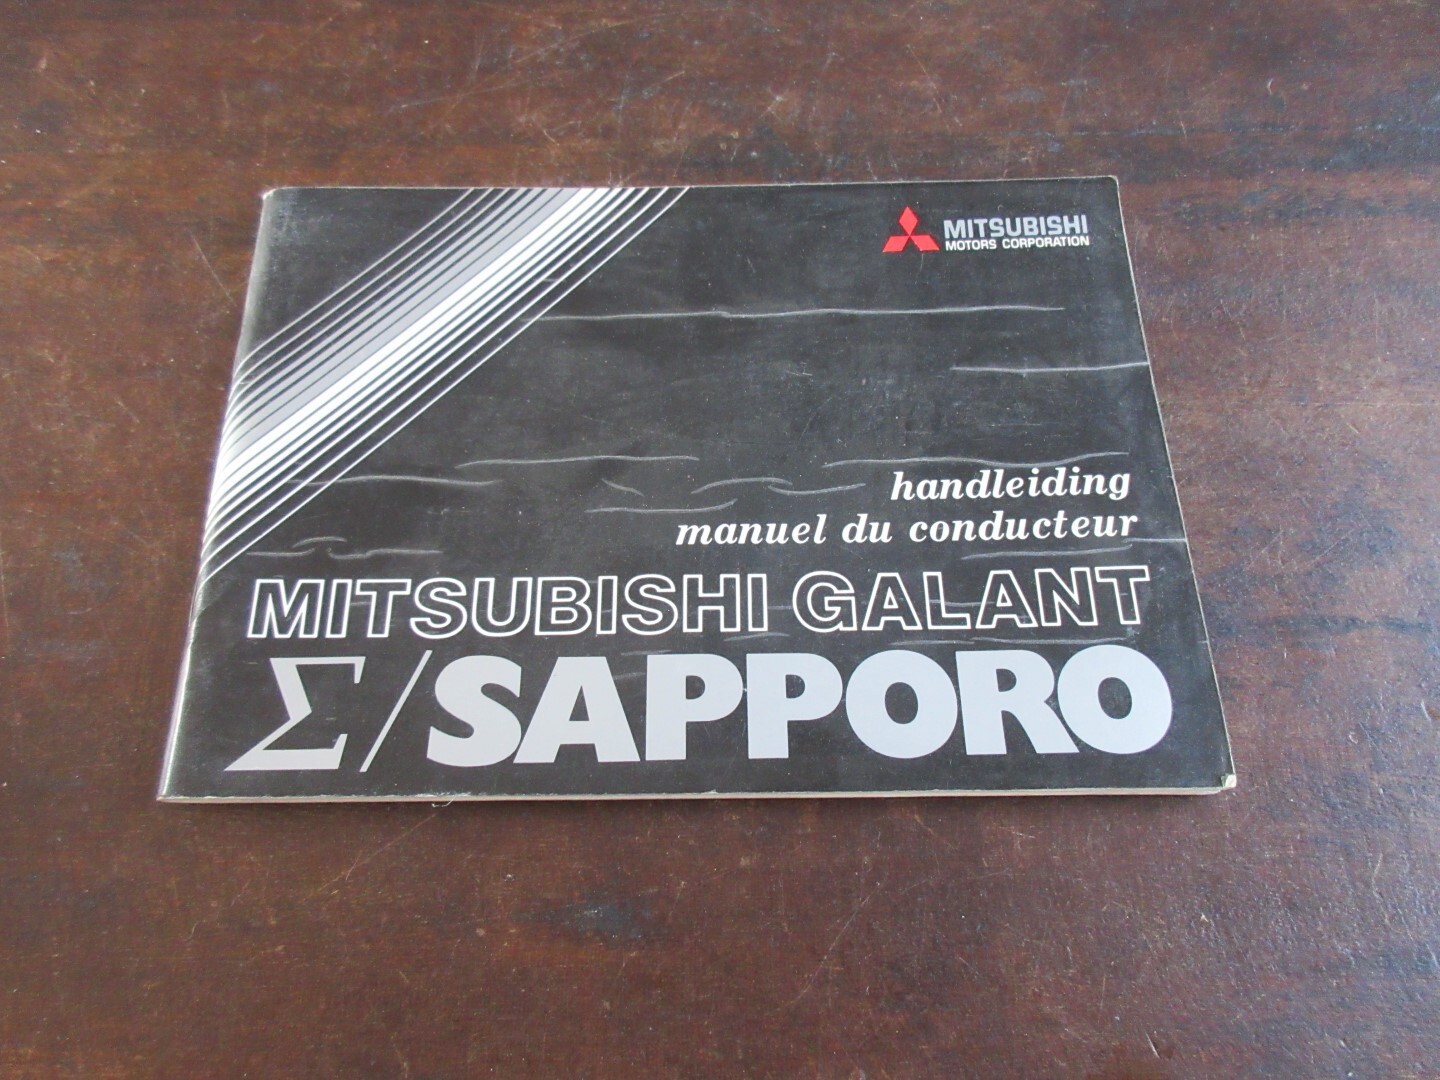 MITSUBISHI
MOTORS CORPORATION
handleiding
manuel du conducteur
MITSUBISHI GALANT
Σ/SAPPORO